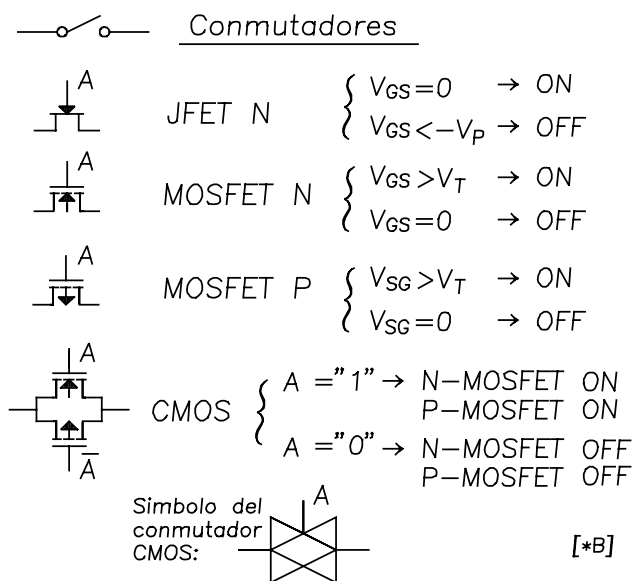 Conmutadores
A
JFET N
VGS=0 → ON
VGS<-VP → OFF
A
MOSFET N
VGS>VT → ON
VGS=0 → OFF
A
MOSFET P
VSG>VT → ON
VSG=0 → OFF
A
CMOS
A̅
A ="1" → N-MOSFET ON
P-MOSFET ON
A ="0" → N-MOSFET OFF
P-MOSFET OFF
Simbolo del
conmutador
CMOS:
A
[*B]